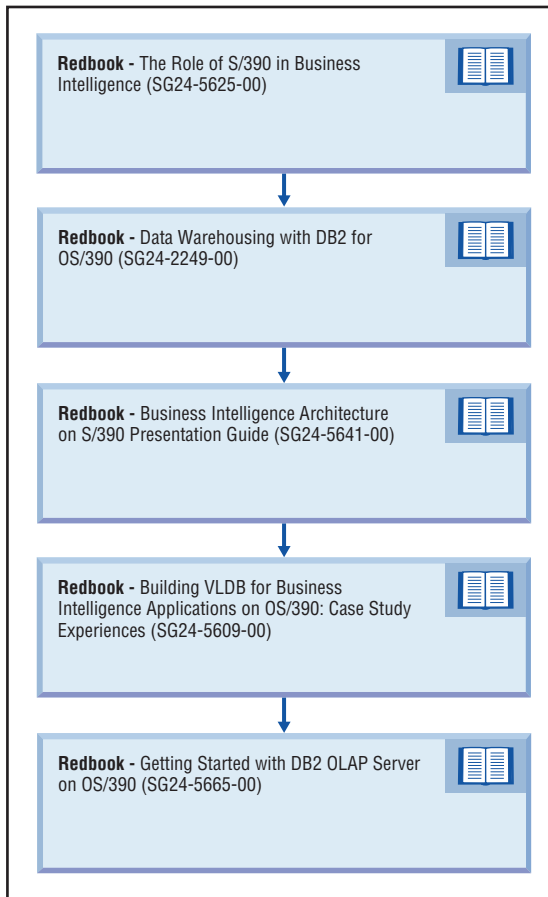 Redbook - The Role of S/390 in Business
Intelligence (SG24-5625-00)
Redbook - Data Warehousing with DB2 for
OS/390 (SG24-2249-00)
Redbook - Business Intelligence Architecture
on S/390 Presentation Guide (SG24-5641-00)
Redbook - Building VLDB for Business
Intelligence Applications on OS/390: Case Study
Experiences (SG24-5609-00)
Redbook - Getting Started with DB2 OLAP Server
on OS/390 (SG24-5665-00)